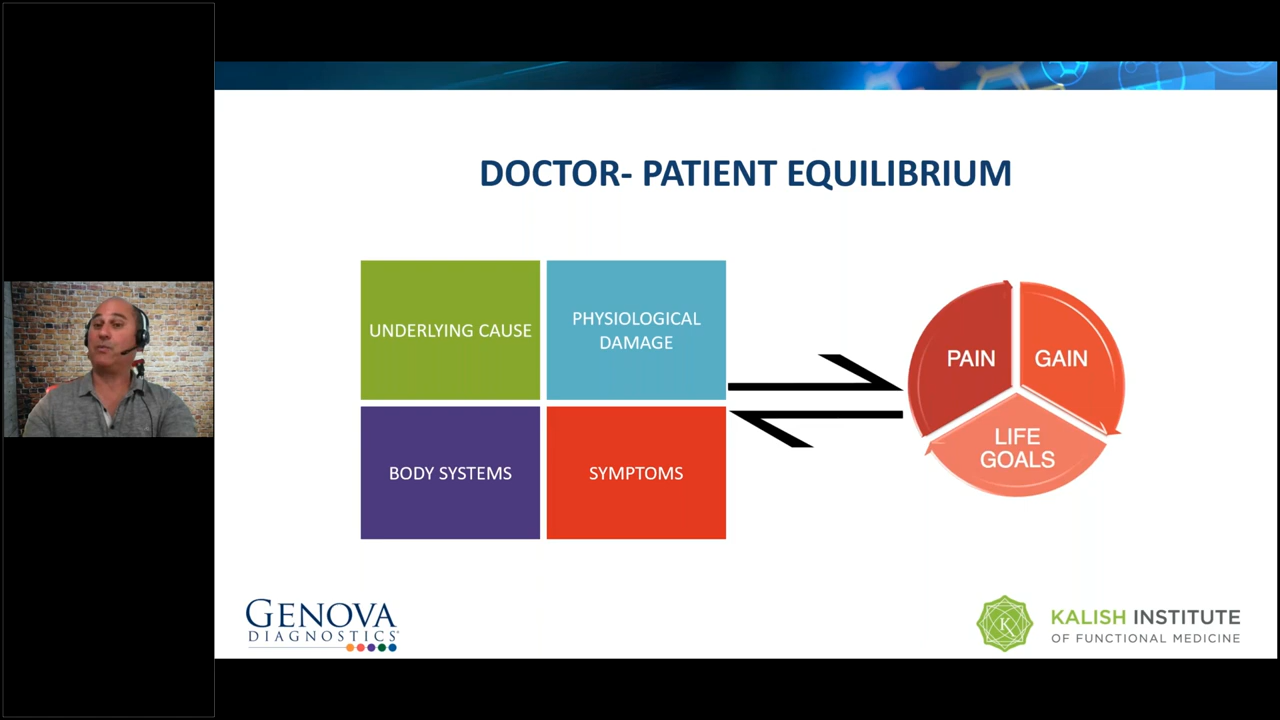 DOCTOR- PATIENT EQUILIBRIUM
UNDERLYING CAUSE
PHYSIOLOGICAL
DAMAGE
BODY SYSTEMS
SYMPTOMS
PAIN
GAIN
LIFE
GOALS
GENOVA
DIAGNOSTICS
K
KALISH INSTITUTE
OF FUNCTIONAL MEDICINE